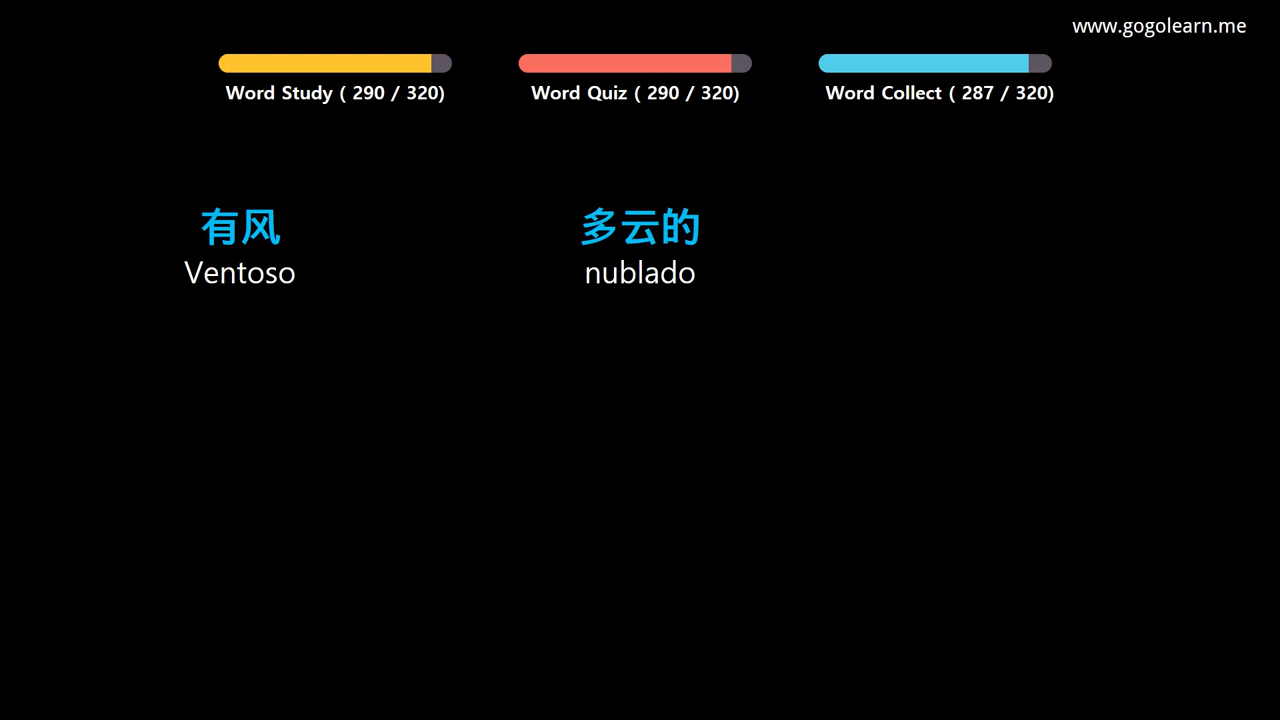 www.gogolearn.me
Word Study ( 290 / 320)
Word Quiz ( 290 / 320)
Word Collect ( 287 / 320)
有风
Ventoso
多云的
nublado